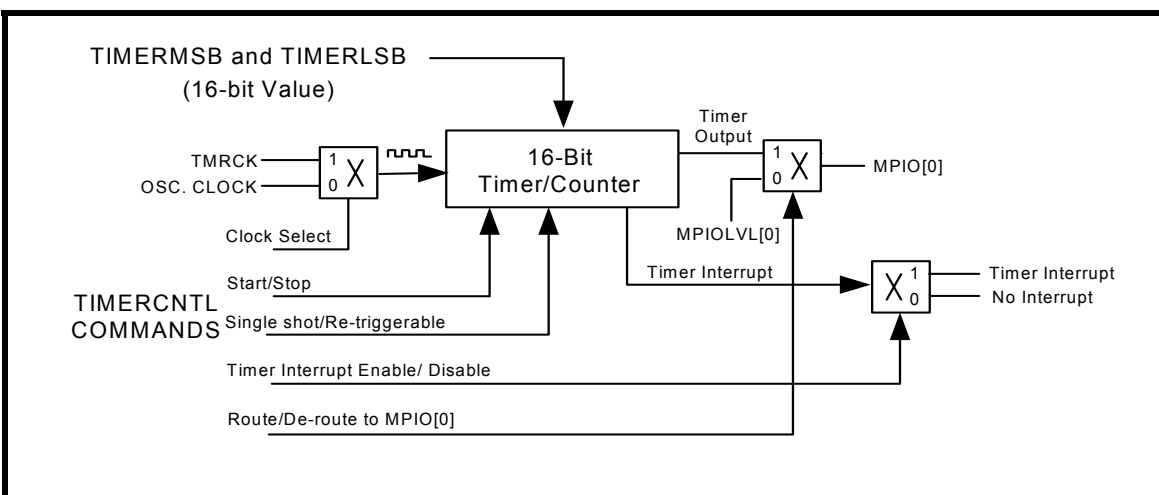 TIMERMSB and TIMERLSB
(16-bit Value)
Timer
Output
TMRCK
OSC. CLOCK
1
0
X
16-Bit
Timer/Counter
1
0
X
MPIO[0]
MPIOLVL[0]
Clock Select
Timer Interrupt
X
1
0
Timer Interrupt
No Interrupt
Start/Stop
TIMERCNTL
COMMANDS
Single shot/Re-triggerable
Timer Interrupt Enable/ Disable
Route/De-route to MPIO[0]